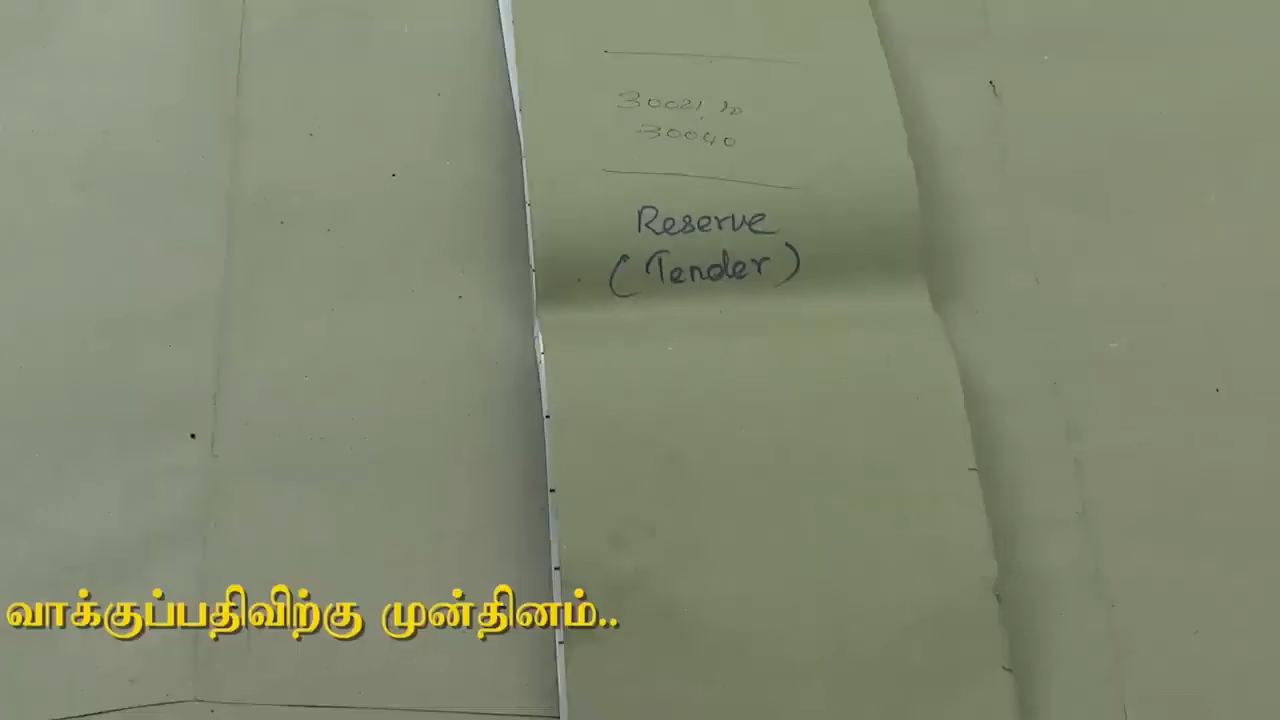 30021 to
30040
Reserve
(Tender)
வாக்குப்பதிவிற்கு முன்தினம்..